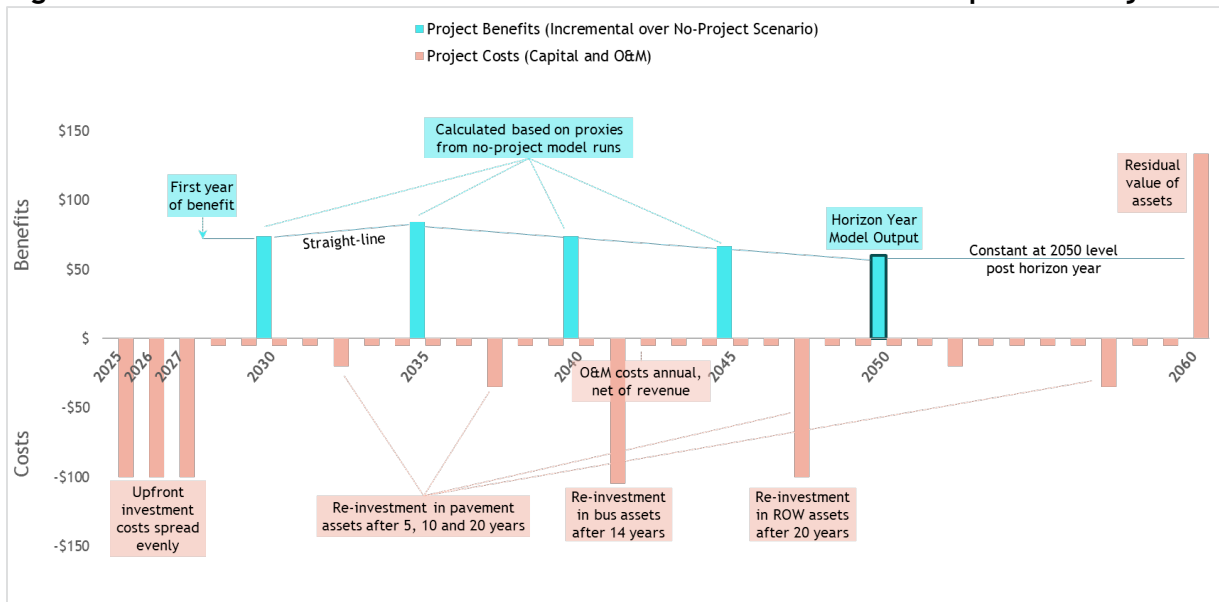 Project Benefits (Incremental over No-Project Scenario)
Project Costs (Capital and O&M)
Benefits
Costs
$150
$100
$50
$
-$50
-$100
-$150
First year
of benefit
Straight-line
Calculated based on proxies
from no-project model runs
Horizon Year
Model Output
Constant at 2050 level
post horizon year
Residual
value of
assets
2025
2026
2027
2030
2035
2040
2045
2050
2060
O&M costs annual,
net of revenue
Upfront
investment
costs spread
evenly
Re-investment in pavement
assets after 5, 10 and 20 years
Re-investment
in bus assets
after 14 years
Re-investment
in ROW assets
after 20 years